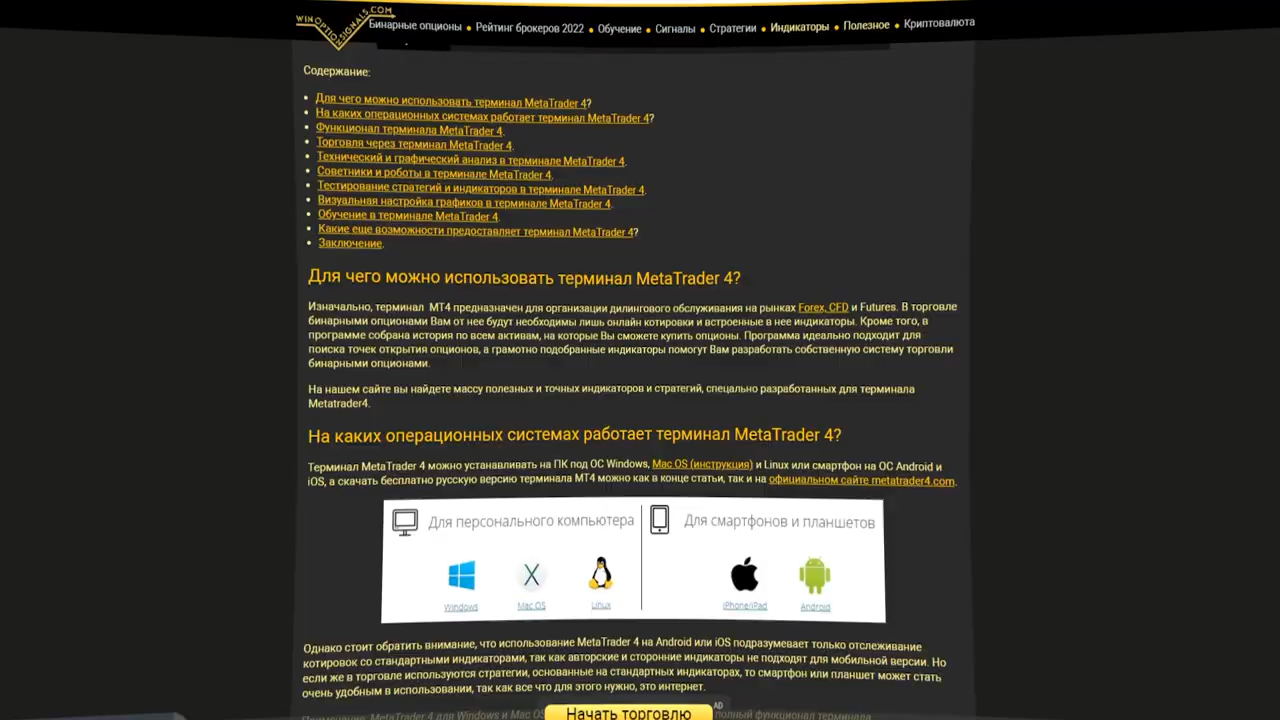 WINOPTIONSIGNALS.COM
Бинарные опционы • Рейтинг брокеров 2022 • Обучение • Сигналы • Стратегии • Индикаторы • Полезное • Криптовалюта
Содержание:
• Для чего можно использовать терминал MetaTrader 4?
• На каких операционных системах работает терминал MetaTrader 4?
• Функционал терминала MetaTrader 4.
• Торговля через терминал MetaTrader 4.
• Технический и графический анализ в терминале MetaTrader 4.
• Советники и роботы в терминале MetaTrader 4.
• Тестирование стратегий и индикаторов в терминале MetaTrader 4.
• Визуальная настройка графиков в терминале MetaTrader 4.
• Обучение в терминале MetaTrader 4.
• Какие еще возможности предоставляет терминал MetaTrader 4?
• Заключение.
Для чего можно использовать терминал MetaTrader 4?
Изначально, терминал МТ4 предназначен для организации дилингового обслуживания на рынках Forex, CFD и Futures. В торговле
бинарными опционами Вам от нее будут необходимы лишь онлайн котировки и встроенные в нее индикаторы. Кроме того, в
программе собрана история по всем активам, на которые Вы сможете купить опционы. Программа идеально подходит для
поиска точек открытия опционов, а грамотно подобранные индикаторы помогут Вам разработать собственную систему торговли
бинарными опционами.
На нашем сайте вы найдете массу полезных и точных индикаторов и стратегий, спецально разработанных для терминала
Metatrader4.
На каких операционных системах работает терминал MetaTrader 4?
Терминал MetaTrader 4 можно устанавливать на ПК под ОС Windows, Mac OS (инструкция) и Linux или смартфон на ОС Android и
iOS, а скачать бесплатно русскую версию терминала МТ4 можно как в конце статьи, так и на официальном сайте metatrader4.com.
Для персонального компьютера
Для смартфонов и планшетов
Windows
Mac OS
Linux
iPhone/iPad
Android
Однако стоит обратить внимание, что использование MetaTrader 4 на Android или iOS подразумевает только отслеживание
котировок со стандартными индикаторами, так как авторские и сторонние индикаторы не подходят для мобильной версии. Но
если же в торговле используются стратегии, основанные на стандартных индикаторах, то смартфон или планшет может стать
очень удобным в использовании, так как все что для этого нужно, это интернет.
Примечание: MetaTrader 4 для Windows и Mac OS полный функционал терминала
Начать торговлю
AD